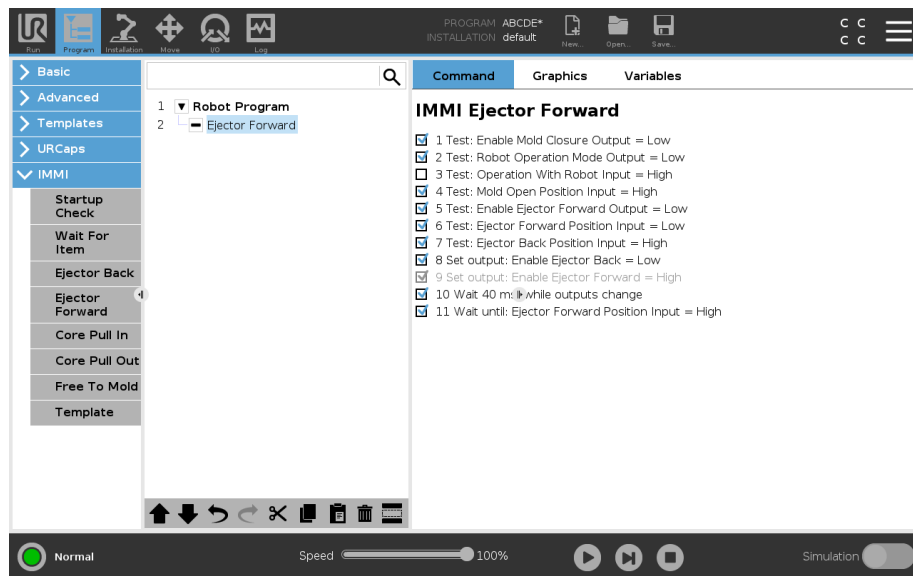 UR
PROGRAM ABCDE*
INSTALLATION default
C C
C C
Run
Program
Installation
Move
I/O
Log
New...
Open...
Save...
Basic
Advanced
Templates
URCaps
IMMI
Startup
Check
Wait For
Item
Ejector Back
Ejector
Forward
Core Pull In
Core Pull Out
Free To Mold
Template
1 Robot Program
2 Ejector Forward
Command Graphics Variables
IMMI Ejector Forward
1 Test: Enable Mold Closure Output = Low
2 Test: Robot Operation Mode Output = Low
3 Test: Operation With Robot Input = High
4 Test: Mold Open Position Input = High
5 Test: Enable Ejector Forward Output = Low
6 Test: Ejector Forward Position Input = Low
7 Test: Ejector Back Position Input = High
8 Set output: Enable Ejector Back = Low
9 Set output: Enable Ejector Forward = High
10 Wait 40 ms while outputs change
11 Wait until: Ejector Forward Position Input = High
Normal
Speed 100%
Simulation